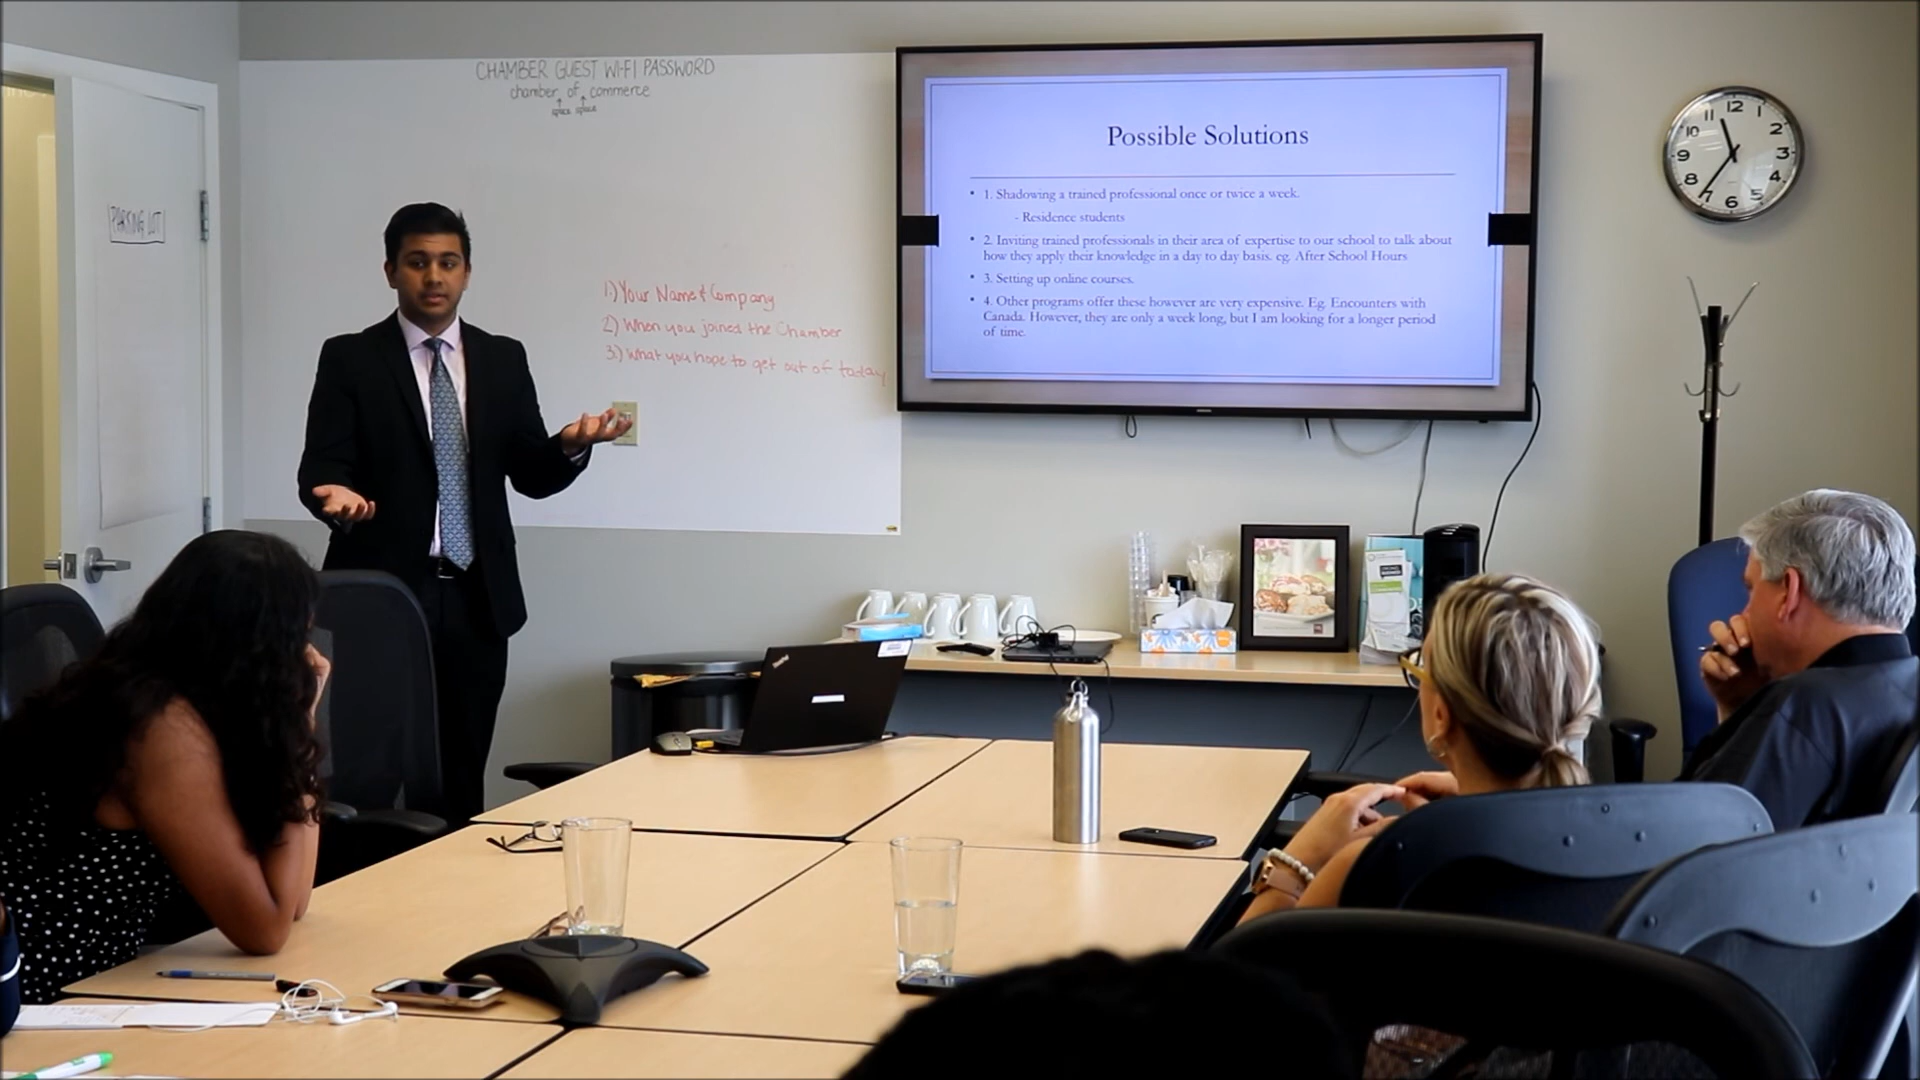 CHAMBER GUEST WI-FI PASSWORD
chamber of commerce
space space
PARKING LOT
1.) Your Name & Company
2.) When you joined the Chamber
3.) What you hope to get out of today
Possible Solutions
• 1. Shadowing a trained professional once or twice a week.
- Residence students
• 2. Inviting trained professionals in their area of expertise to our school to talk about
how they apply their knowledge in a day to day basis. eg. After School Hours
• 3. Setting up online courses.
• 4. Other programs offer these however are very expensive. Eg. Encounters with
Canada. However, they are only a week long, but I am looking for a longer period
of time.
12
1
2
3
4
5
6
7
8
9
10
11
ThinkPad